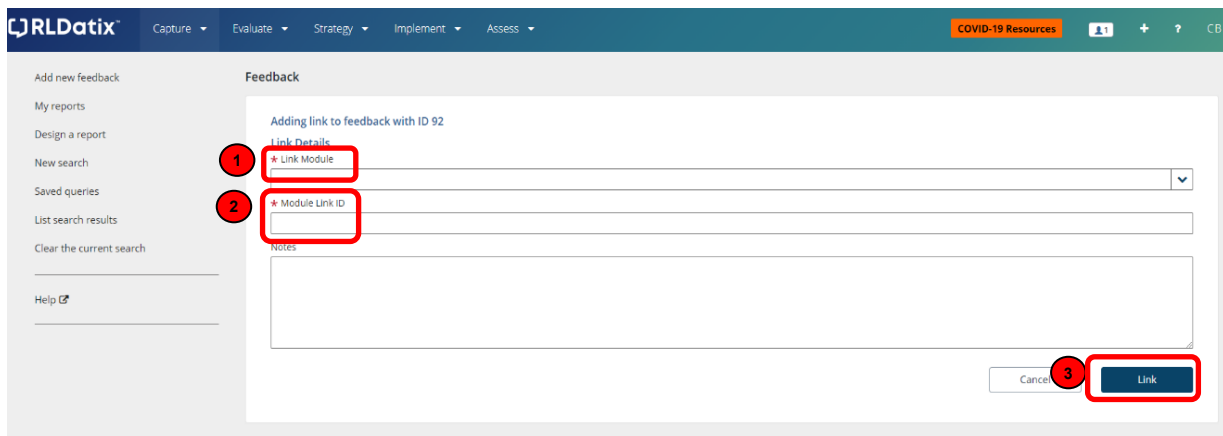 RLDatix™ Capture Evaluate Strategy Implement Assess COVID-19 Resources 1 + ? CB
Add new feedback
My reports
Design a report
New search
Saved queries
List search results
Clear the current search
Help
Feedback
Adding link to feedback with ID 92
Link Details
1 * Link Module
2 * Module Link ID
Notes
Cancel 3 Link